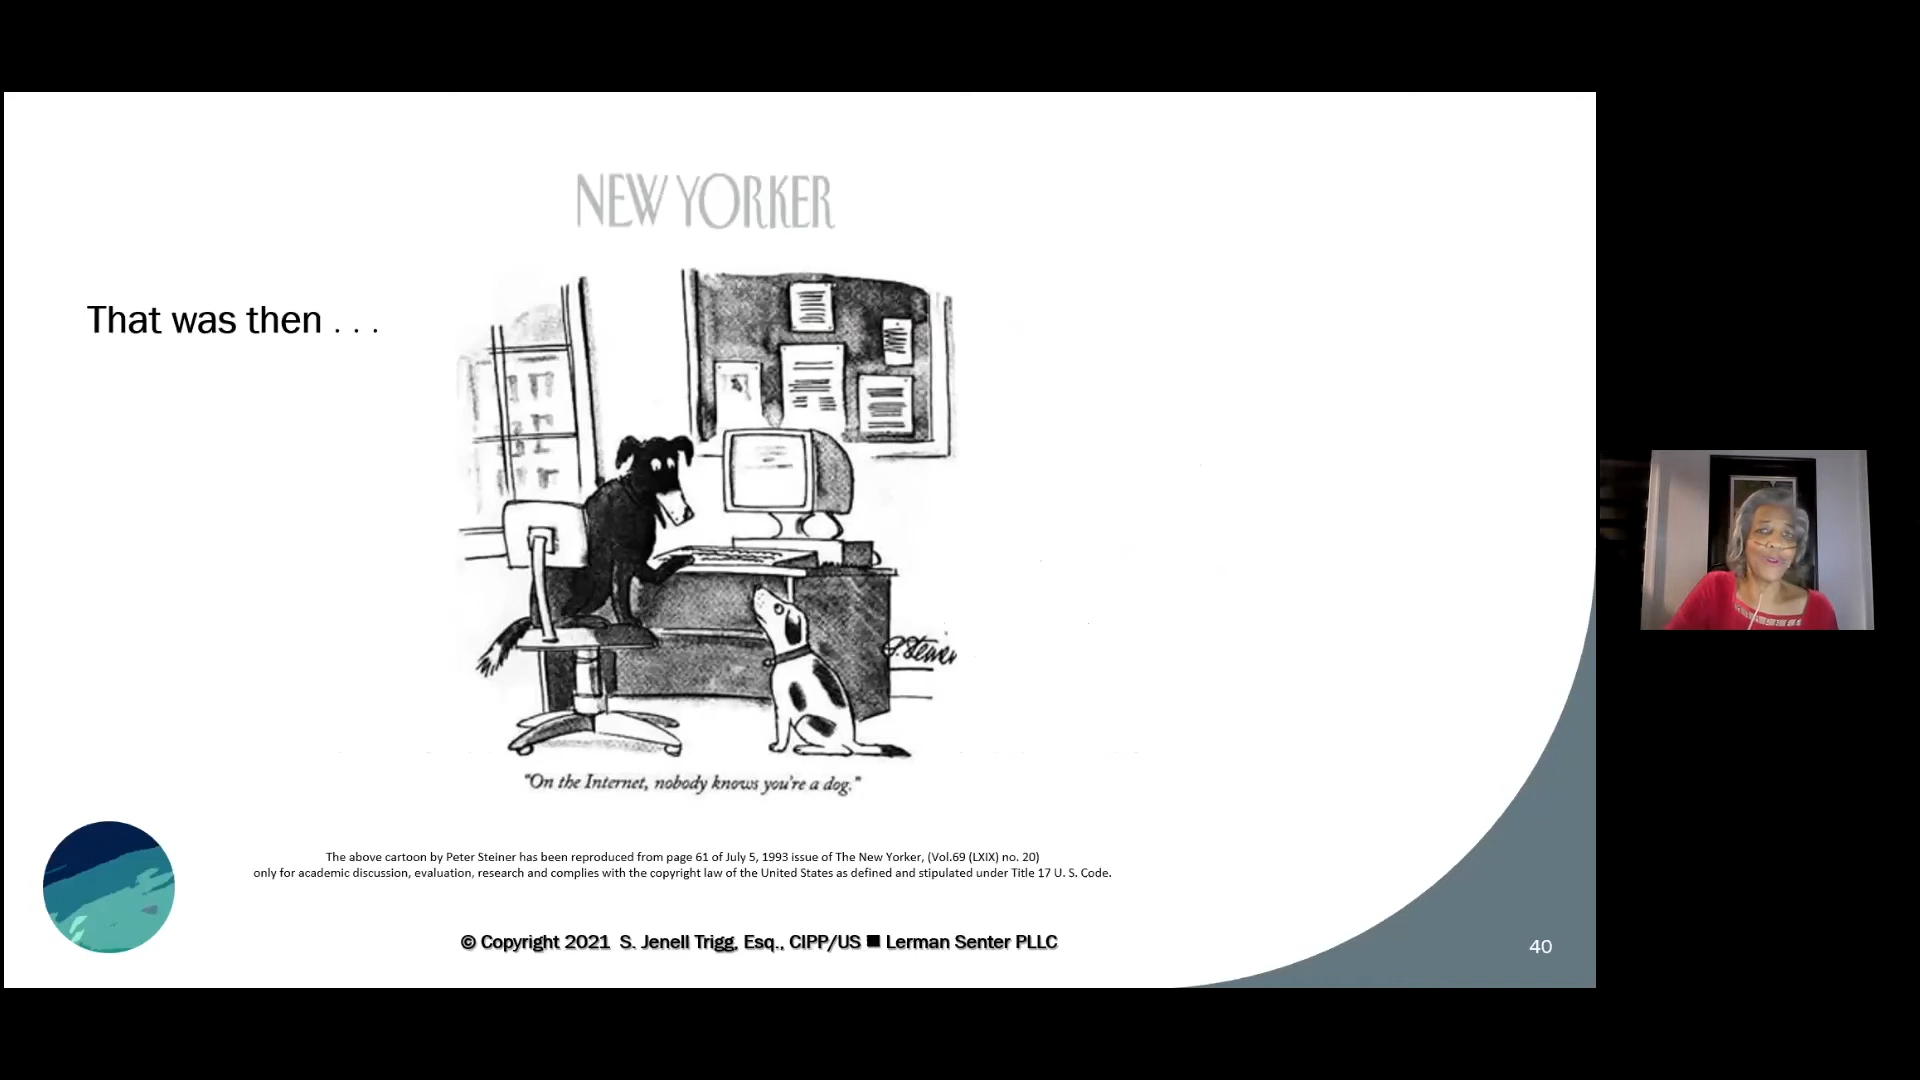 NEW YORKER
That was then . . .
P. Steiner
"On the Internet, nobody knows you're a dog."
The above cartoon by Peter Steiner has been reproduced from page 61 of July 5, 1993 issue of The New Yorker, (Vol.69 (LXIX) no. 20)
only for academic discussion, evaluation, research and complies with the copyright law of the United States as defined and stipulated under Title 17 U. S. Code.
© Copyright 2021 S. Jenell Trigg, Esq., CIPP/US ■ Lerman Senter PLLC
40